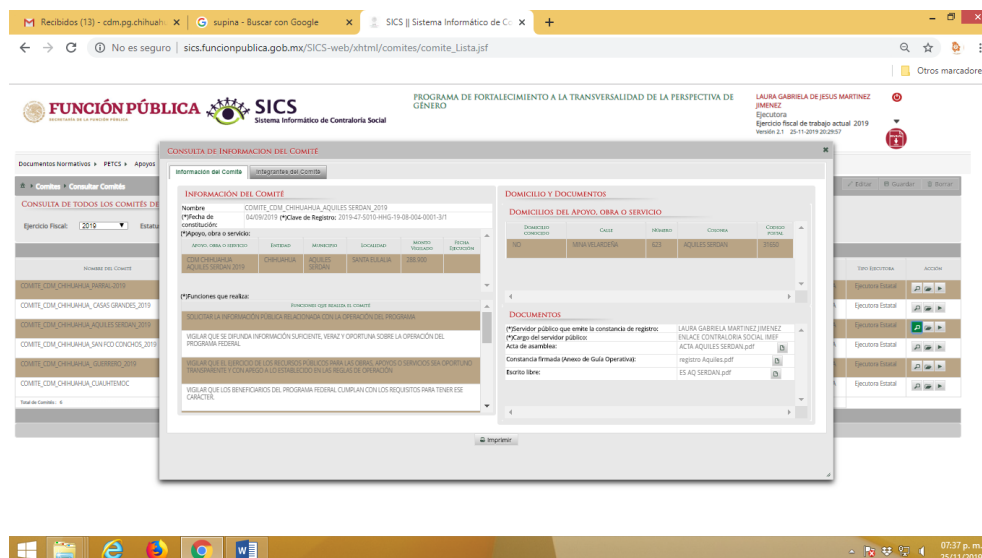 Recibidos (13) - cdm.pg.chihuah
supina - Buscar con Google
SICS || Sistema Informático de Co
No es seguro | sics.funcionpublica.gob.mx/SICS-web/xhtml/comites/comite_Lista.jsf
Otros marcadore
FUNCIÓN PÚBLICA
SECRETARÍA DE LA FUNCIÓN PÚBLICA
SICS
Sistema Informático de Contraloría Social
PROGRAMA DE FORTALECIMIENTO A LA TRANSVERSALIDAD DE LA PERSPECTIVA DE
GÉNERO
LAURA GABRIELA DE JESUS MARTINEZ
JIMENEZ
Ejecutora
Ejercicio fiscal de trabajo actual 2019
Versión 2.1 25-11-2019 20:29:57
Documentos Normativos PETCS Apoyos
Comites Consultar Comités
Editar Guardar Borrar
CONSULTA DE TODOS LOS COMITÉS DE
Ejercicio Fiscal: 2019 Estatu
NOMBRE DEL COMITÉ
TIPO EJECUTORA ACCIÓN
COMITE_CDM_CHIHUAHUA_PARRAL-2019
Ejecutora Estatal
COMITE_CDM_CHIHUAHUA_ CASAS GRANDES_2019
Ejecutora Estatal
COMITE_CDM_CHIHUAHUA_AQUILES SERDAN_2019
Ejecutora Estatal
COMITE_CDM_CHIHUAHUA_SAN FCO CONCHOS_2019
Ejecutora Estatal
COMITE_CDM_CHIHUAHUA_GUERRERO_2019
Ejecutora Estatal
COMITE_CDM_CHIHUAHUA_CUAUHTEMOC
Ejecutora Estatal
Total de Comités: 6
CONSULTA DE INFORMACION DEL COMITÉ
Información del Comité
Integrantes del Comité
INFORMACIÓN DEL COMITÉ
Nombre COMITE_CDM_CHIHUAHUA_AQUILES SERDAN_2019
(*)Fecha de constitución: 04/09/2019 (*)Clave de Registro: 2019-47-5010-HHG-19-08-004-0001-3/1
(*)Apoyo, obra o servicio:
APOYO, OBRA O SERVICIO ENTIDAD MUNICIPIO LOCALIDAD MONTO VIGILADO FECHA EJECUCIÓN
CDM CHIHUAHUA AQUILES SERDAN 2019 CHIHUAHUA AQUILES SERDAN SANTA EULALIA 288.500
(*)Funciones que realiza:
FUNCIONES QUE REALIZA EL COMITÉ
SOLICITAR LA INFORMACIÓN PÚBLICA RELACIONADA CON LA OPERACIÓN DEL PROGRAMA
VIGILAR QUE SE DIFUNDA INFORMACIÓN SUFICIENTE, VERAZ Y OPORTUNA SOBRE LA OPERACIÓN DEL
PROGRAMA FEDERAL
VIGILAR QUE EL EJERCICIO DE LOS RECURSOS PÚBLICOS PARA LAS OBRAS, APOYOS O SERVICIOS SEA OPORTUNO
TRANSPARENTE Y CON APEGO A LO ESTABLECIDO EN LAS REGLAS DE OPERACIÓN
VIGILAR QUE LOS BENEFICIARIOS DEL PROGRAMA FEDERAL CUMPLAN CON LOS REQUISITOS PARA TENER ESE
CARACTER.
DOMICILIO Y DOCUMENTOS
DOMICILIOS DEL APOYO, OBRA O SERVICIO
DOMICILIO CONOCIDO CALLE NÚMERO COLONIA CÓDIGO POSTAL
NO MINA VELARDEÑA 623 AQUILES SERDAN 31650
DOCUMENTOS
(*)Servidor público que emite la constancia de registro: LAURA GABRIELA MARTINEZ JIMENEZ
(*)Cargo del servidor público: ENLACE CONTRALORIA SOCIAL IMEF
Acta de asamblea: ACTA AQUILES SERDAN.pdf
Constancia firmada (Anexo de Guía Operativa): registro Aquiles.pdf
Escrito libre: ES AQ SERDAN.pdf
Imprimir
07:37 p. m.
25/11/2019